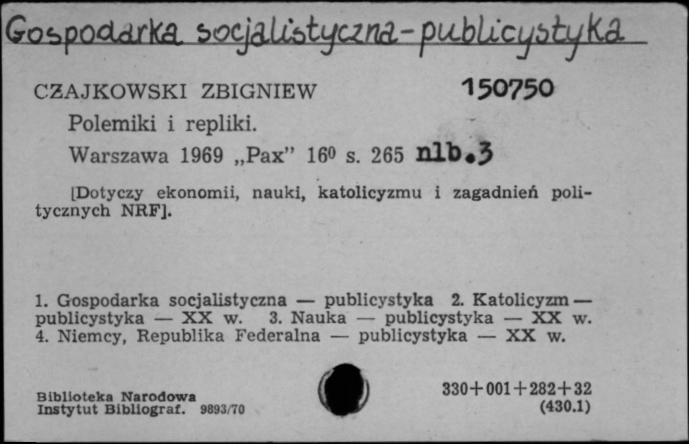 Gospodarka socjalistyczna - publicystyka
CZAJKOWSKI ZBIGNIEW 150750
Polemiki i repliki.
Warszawa 1969 „Pax” 16⁰ s. 265 nlb.3
[Dotyczy ekonomii, nauki, katolicyzmu i zagadnień poli-
tycznych NRF].
1. Gospodarka socjalistyczna — publicystyka 2. Katolicyzm —
publicystyka — XX w. 3. Nauka — publicystyka — XX w.
4. Niemcy, Republika Federalna — publicystyka — XX w.
Biblioteka Narodowa 330+001+282+32
Instytut Bibliograf. 9893/70 (430.1)